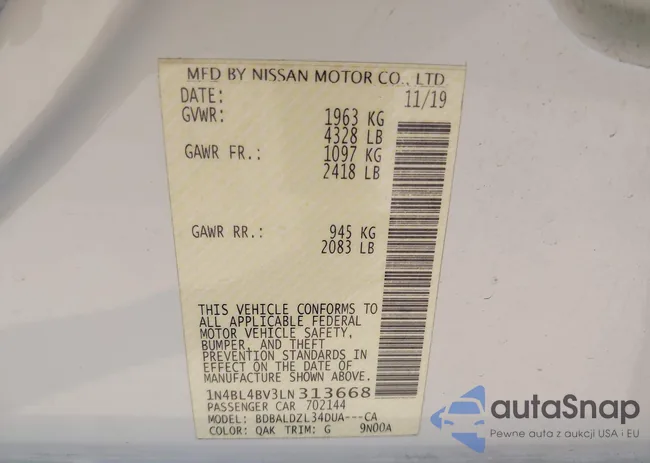 MFD BY NISSAN MOTOR CO., LTD.
DATE: 11/19
GVWR: 1963 KG
4328 LB
GAWR FR.: 1097 KG
2418 LB
GAWR RR.: 945 KG
2083 LB
THIS VEHICLE CONFORMS TO
ALL APPLICABLE FEDERAL
MOTOR VEHICLE SAFETY,
BUMPER, AND THEFT
PREVENTION STANDARDS IN
EFFECT ON THE DATE OF
MANUFACTURE SHOWN ABOVE.
1N4BL4BV3LN313668
PASSENGER CAR 702144
MODEL: BDBALDZL34DUA---CA
COLOR: QAK TRIM: G 9N00A
autoSnap
Pewne auto z aukcji USA i EU